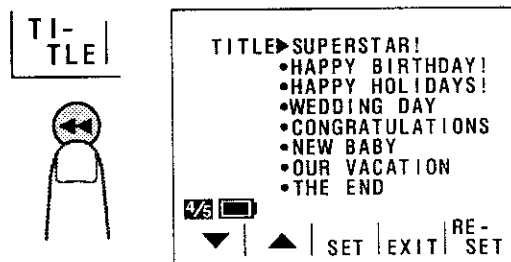 TI-
TLE
TITLE▶SUPERSTAR!
•HAPPY BIRTHDAY!
•HAPPY HOLIDAYS!
•WEDDING DAY
•CONGRATULATIONS
•NEW BABY
•OUR VACATION
•THE END
4/5
▼ ▲ SET EXIT RE-
SET